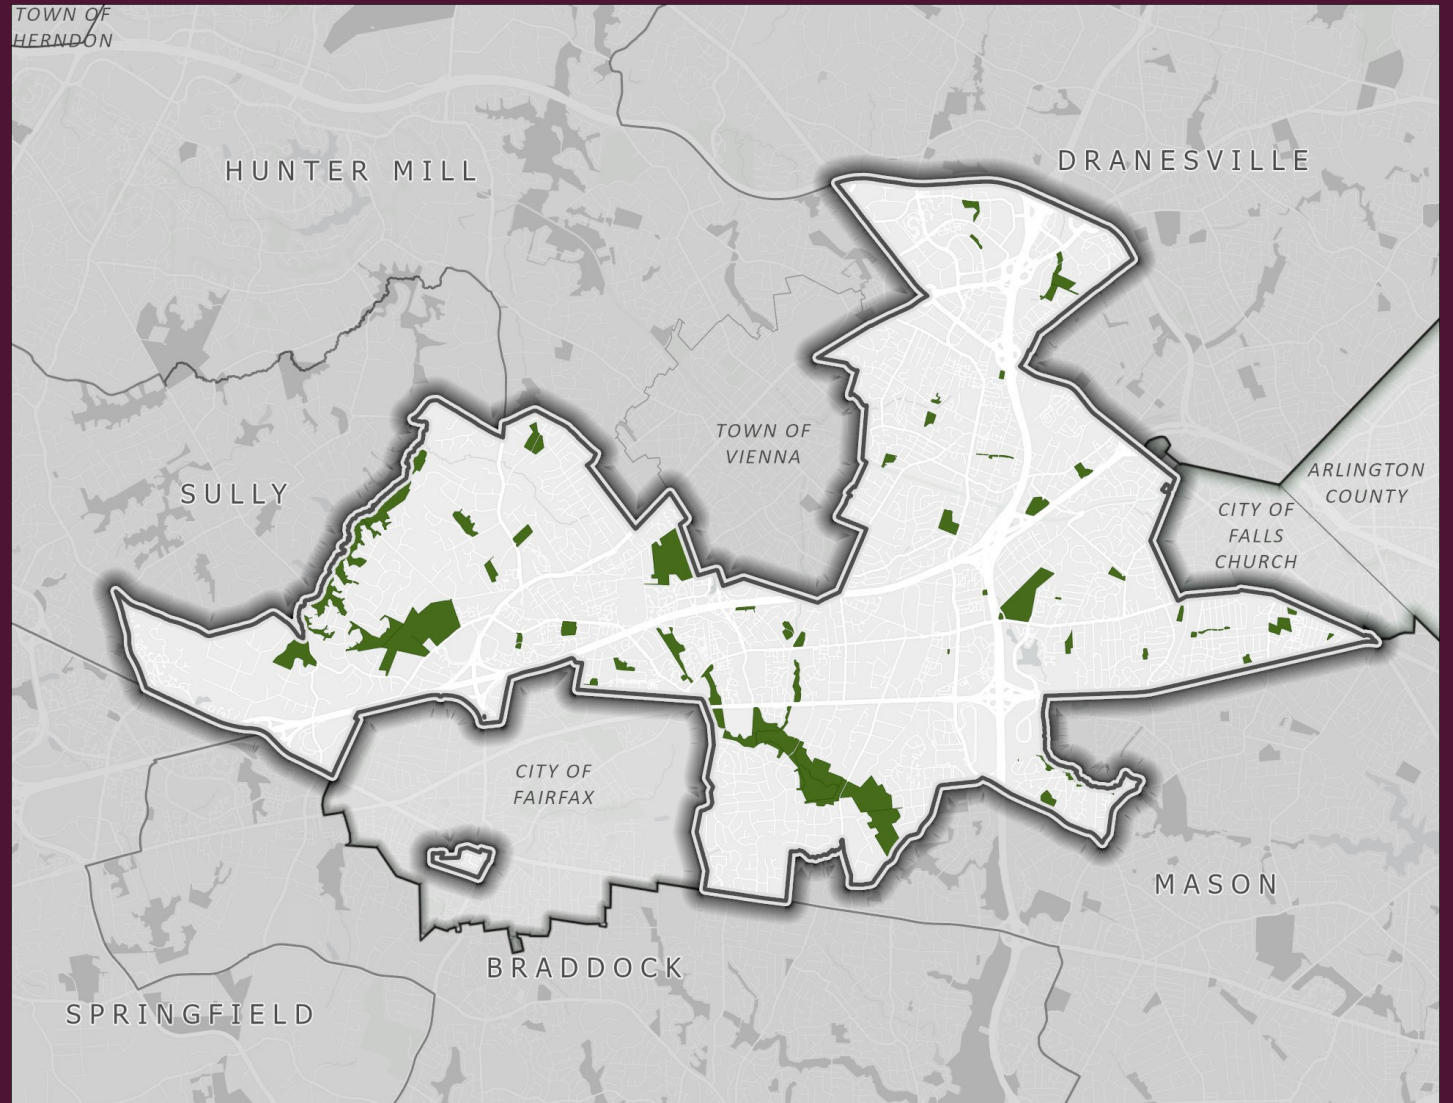 TOWN OF
HERNDON
HUNTER MILL
DRANESVILLE
TOWN OF
VIENNA
SULLY
ARLINGTON
COUNTY
CITY OF
FALLS
CHURCH
CITY OF
FAIRFAX
MASON
BRADDOCK
SPRINGFIELD